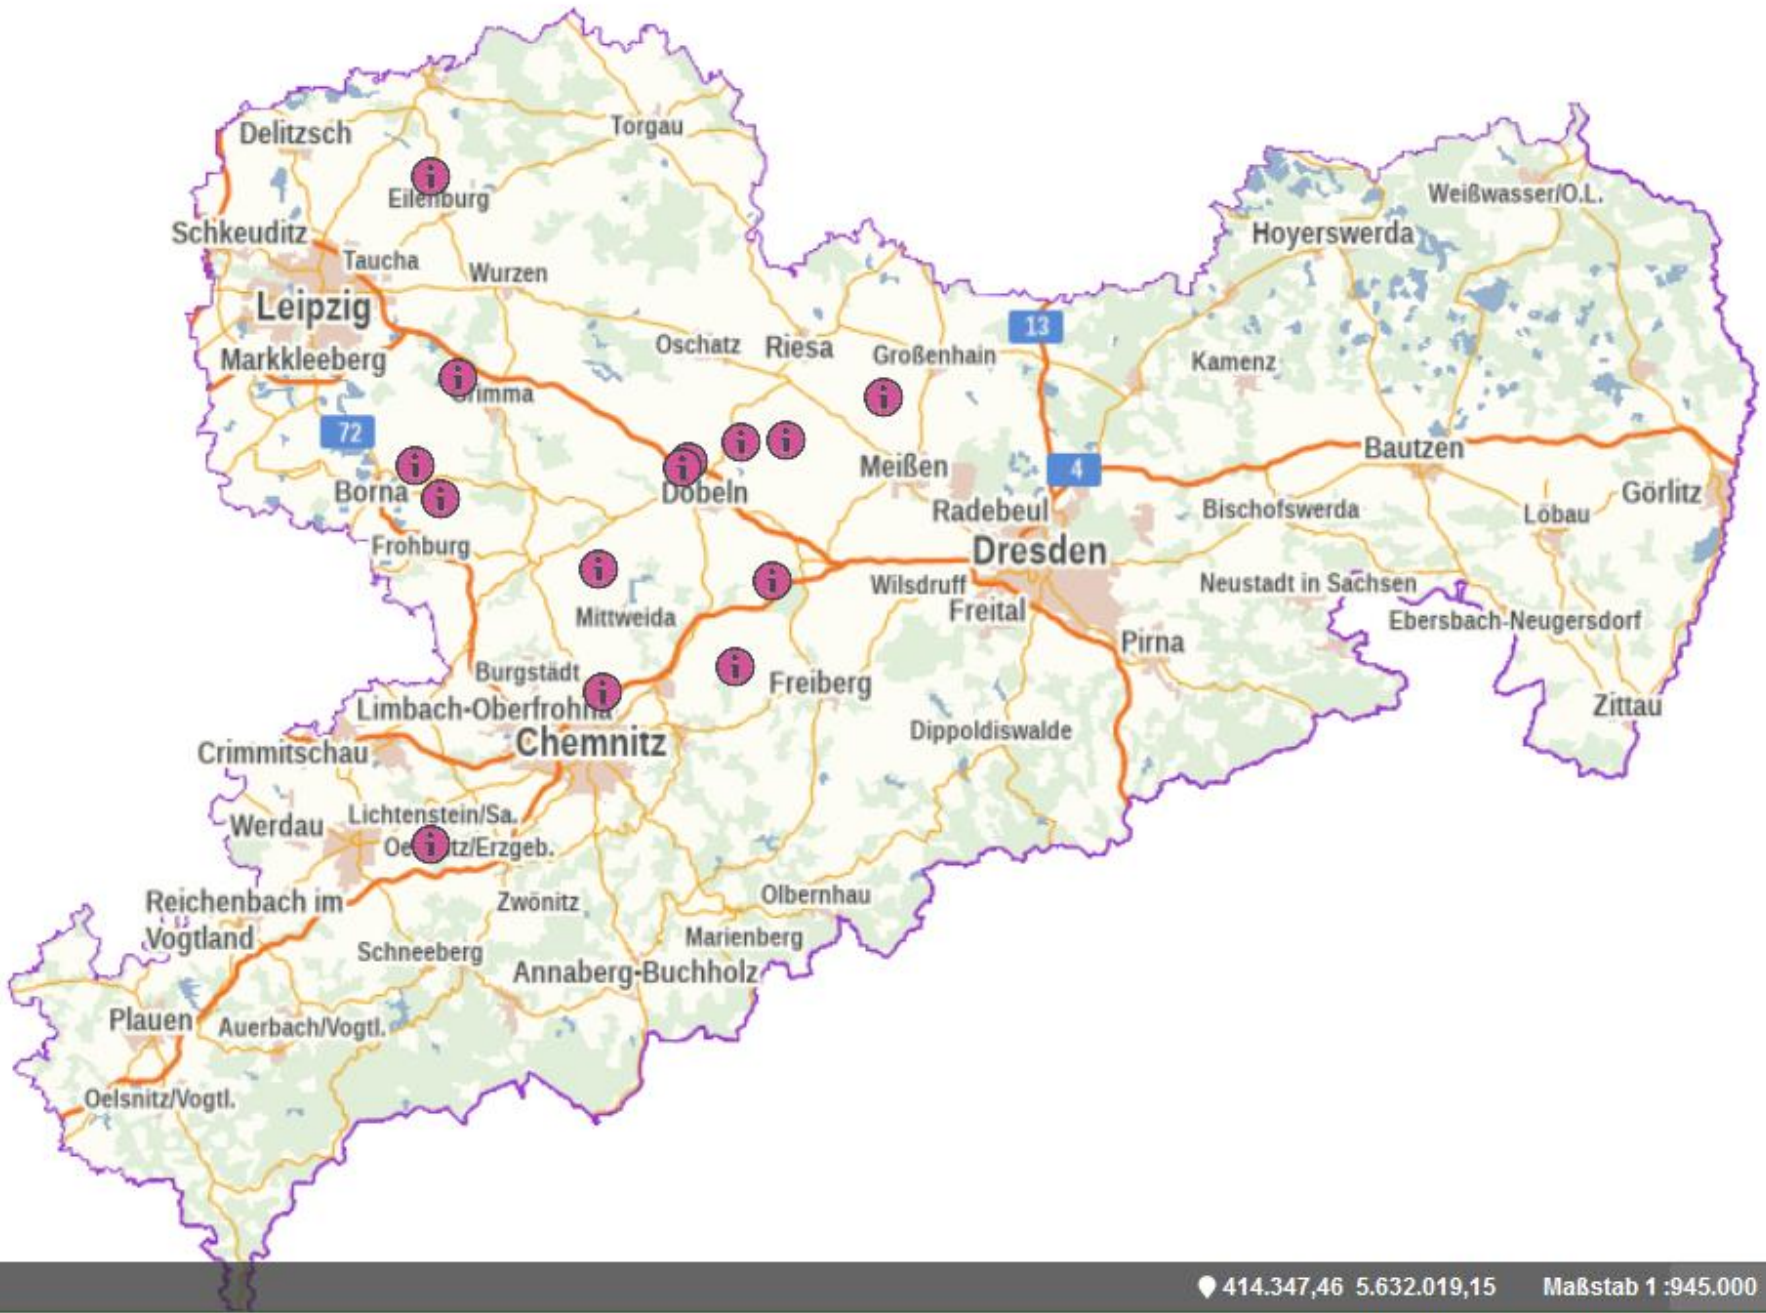 Delitzsch
Torgau
Eilenburg
Weißwasser/O.L.
Schkeuditz
Hoyerswerda
Taucha
Wurzen
Leipzig
13
Oschatz
Riesa
Großenhain
Markkleeberg
Kamenz
Grimma
72
Bautzen
Meißen
4
Borna
Döbeln
Görlitz
Radebeul
Bischofswerda
Löbau
Frohburg
Dresden
Wilsdruff
Neustadt in Sachsen
Mittweida
Freital
Ebersbach-Neugersdorf
Pirna
Burgstädt
Freiberg
Limbach-Oberfrohna
Zittau
Dippoldiswalde
Chemnitz
Crimmitschau
Lichtenstein/Sa.
Werdau
tz/Erzgeb.
Olbernhau
Reichenbach im
Vogtland
Zwönitz
Marienberg
Schneeberg
Annaberg-Buchholz
Plauen
Auerbach/Vogtl.
Oelsnitz/Vogtl.
414.347,46 5.632.019,15 Maßstab 1 :945.000